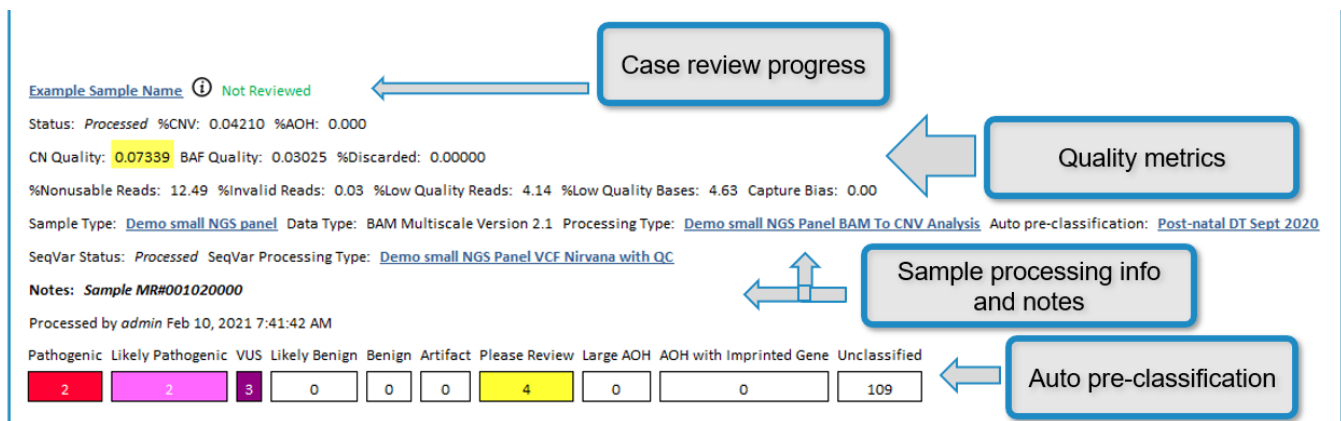 Case review progress
Example Sample Name i Not Reviewed
Status: Processed %CNV: 0.04210 %AOH: 0.000
CN Quality: 0.07339 BAF Quality: 0.03025 %Discarded: 0.00000
Quality metrics
%Nonusable Reads: 12.49 %Invalid Reads: 0.03 %Low Quality Reads: 4.14 %Low Quality Bases: 4.63 Capture Bias: 0.00
Sample Type: Demo small NGS panel Data Type: BAM Multiscale Version 2.1 Processing Type: Demo small NGS Panel BAM To CNV Analysis Auto pre-classification: Post-natal DT Sept 2020
SeqVar Status: Processed SeqVar Processing Type: Demo small NGS Panel VCF Nirvana with QC
Sample processing info
and notes
Notes: Sample MR#001020000
Processed by admin Feb 10, 2021 7:41:42 AM
Pathogenic Likely Pathogenic VUS Likely Benign Benign Artifact Please Review Large AOH AOH with Imprinted Gene Unclassified
2 2 3 0 0 0 4 0 0 109
Auto pre-classification